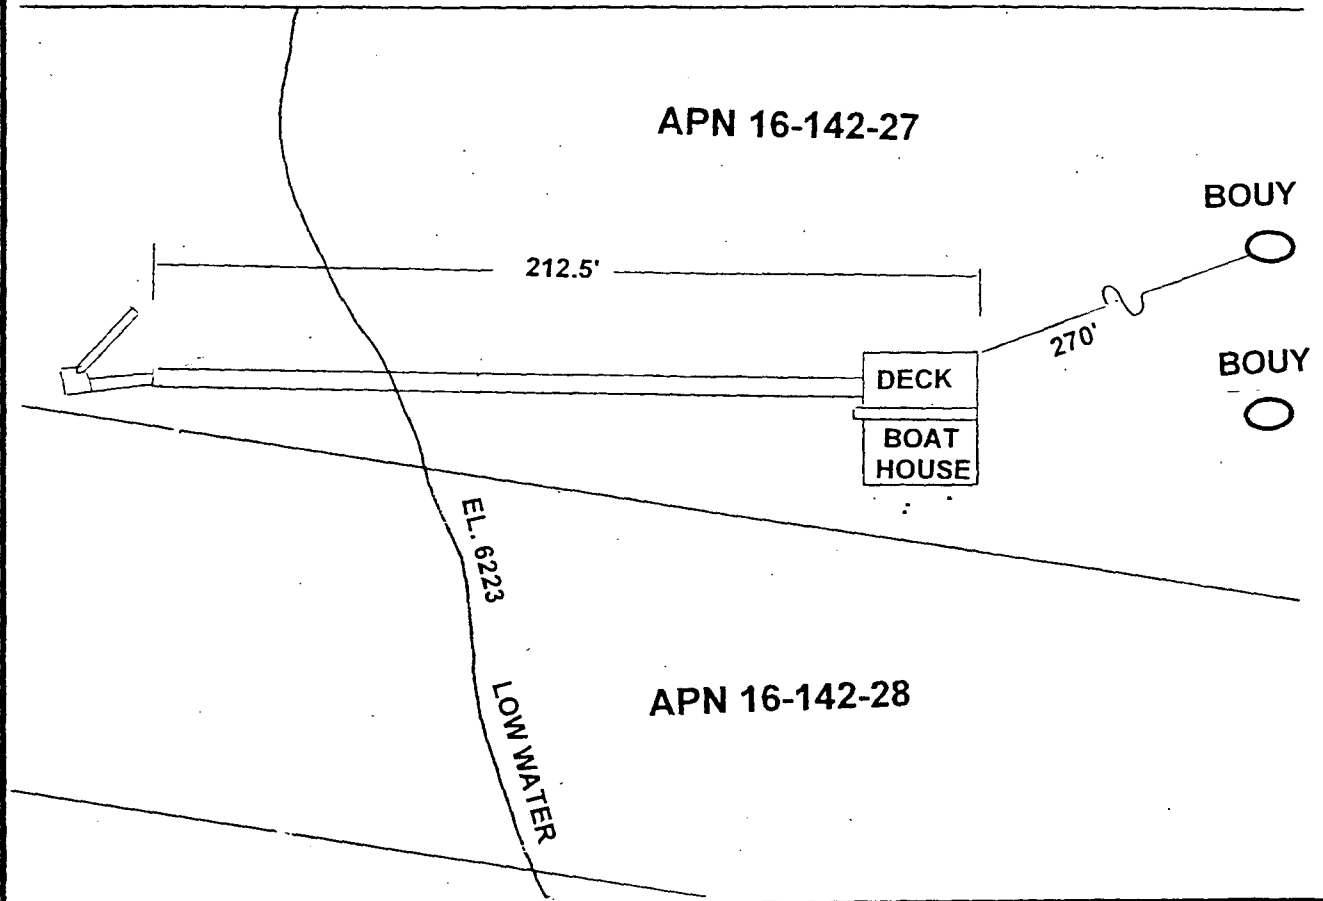 APN 16-142-27
BOUY
212.5'
270'
BOUY
DECK
BOAT
HOUSE
EL. 6223
LOW WATER
APN 16-142-28